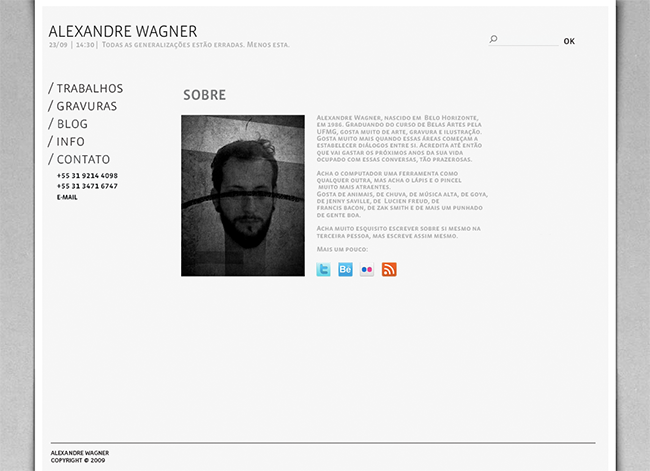 ALEXANDRE WAGNER
23/09 | 14:30 | Todas as generalizações estão erradas. Menos esta.
OK
/ TRABALHOS
/ GRAVURAS
/ BLOG
/ INFO
/ CONTATO
+55 31 9214 4098
+55 31 3471 6747
E-MAIL
SOBRE
Alexandre Wagner, nascido em Belo Horizonte,
em 1986. Graduando do curso de Belas Artes pela
UFMG, gosta muito de arte, gravura e ilustração.
Gosta muito mais quando essas áreas começam a
estabelecer diálogos entre si. Acredita até então
que vai gastar os próximos anos da sua vida
ocupado com essas conversas, tão prazerosas.
Acha o computador uma ferramenta como
qualquer outra, mas acha o lápis e o pincel
muito mais atraentes.
Gosta de animais, de chuva, de música alta, de Goya,
de Jenny Saville, de Lucien Freud, de
Francis Bacon, de Zak Smith e de mais um punhado
de gente boa.
Acha muito esquisito escrever sobre si mesmo na
terceira pessoa, mas escreve assim mesmo.
Mais um pouco:
t
Bē
ALEXANDRE WAGNER
COPYRIGHT © 2009